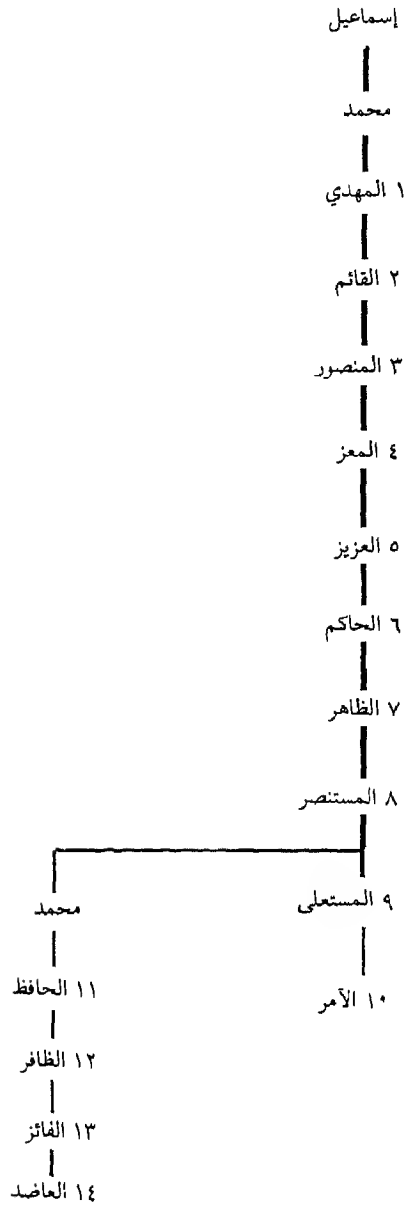 إسماعيل
محمد
١ المهدي
٢ القائم
٣ المنصور
٤ المعز
٥ العزيز
٦ الحاكم
٧ الظاهر
٨ المستنصر
٩ المستعلى
محمد
١٠ الآمر
١١ الحافظ
١٢ الظافر
١٣ الفائز
١٤ العاضد